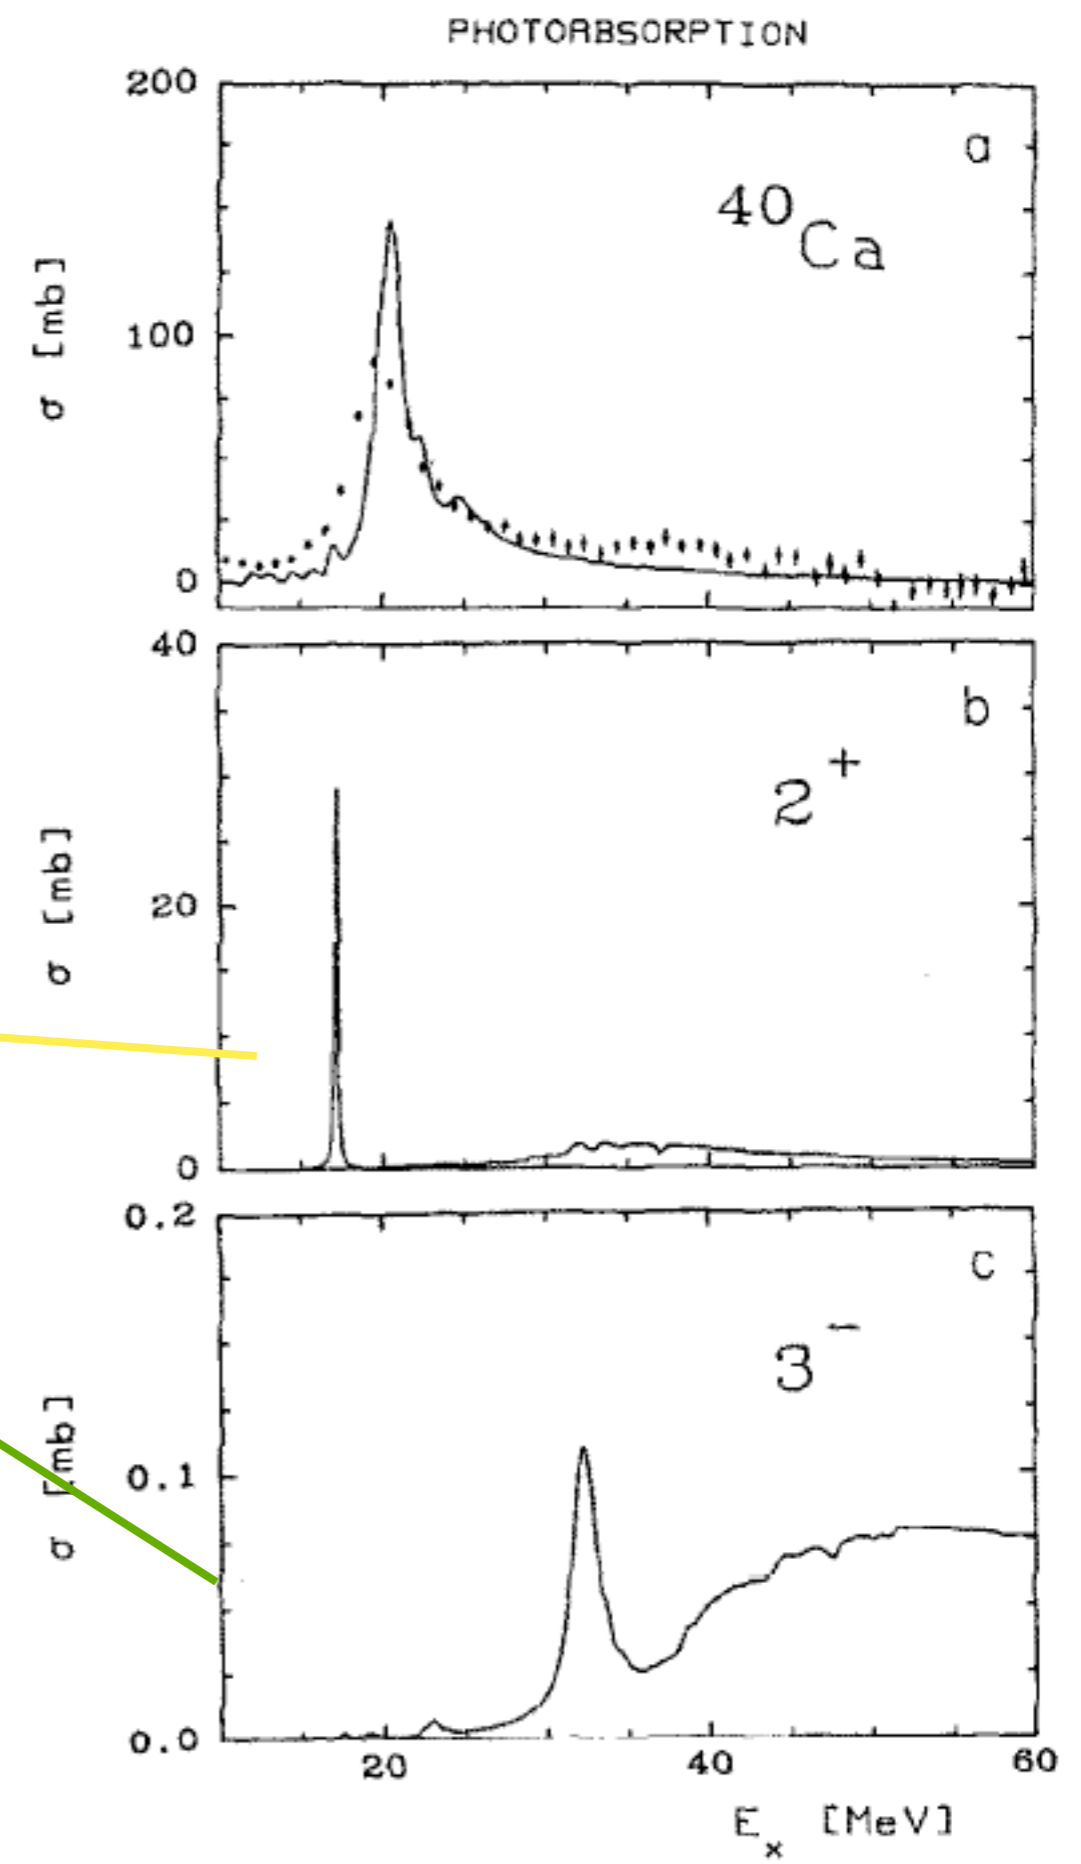 PHOTOABSORPTION
200
a
⁴⁰Ca
σ [mb]
100
0
40
b
2⁺
σ [mb]
20
0
0.2
c
3⁻
σ [mb]
0.1
0.0
20 40 60
Eₓ [MeV]